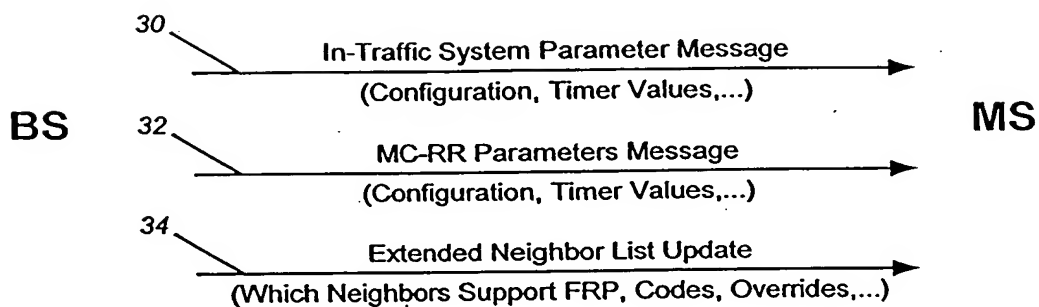 30
In-Traffic System Parameter Message
(Configuration, Timer Values,...)
BS
MS
32
MC-RR Parameters Message
(Configuration, Timer Values,...)
34
Extended Neighbor List Update
(Which Neighbors Support FRP, Codes, Overrides,...)